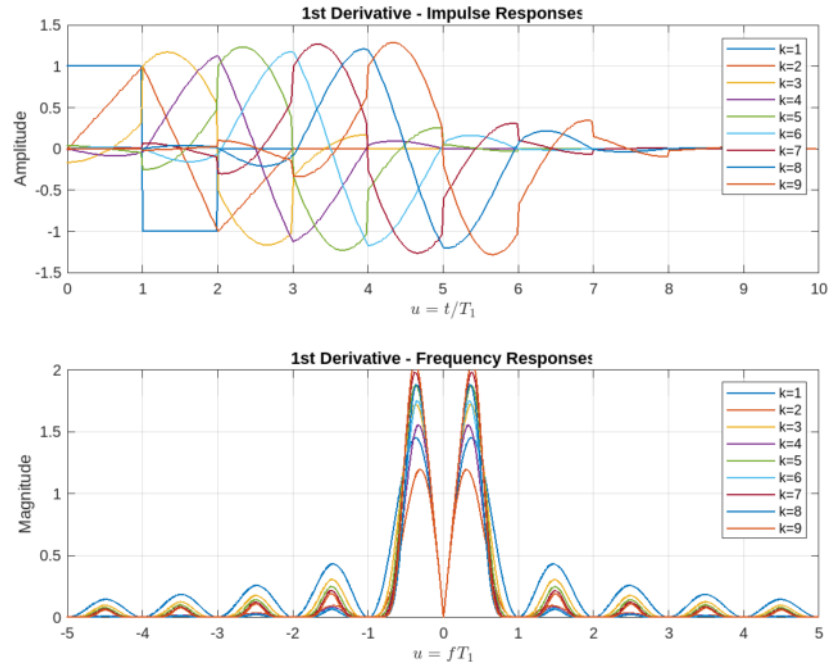 1st Derivative - Impulse Responses
1.5
1
0.5
0
-0.5
-1
-1.5
Amplitude
k=1
k=2
k=3
k=4
k=5
k=6
k=7
k=8
k=9
0 1 2 3 4 5 6 7 8 9 10
u = t/T₁
1st Derivative - Frequency Responses
2
1.5
1
0.5
0
Magnitude
k=1
k=2
k=3
k=4
k=5
k=6
k=7
k=8
k=9
-5 -4 -3 -2 -1 0 1 2 3 4 5
u = fT₁